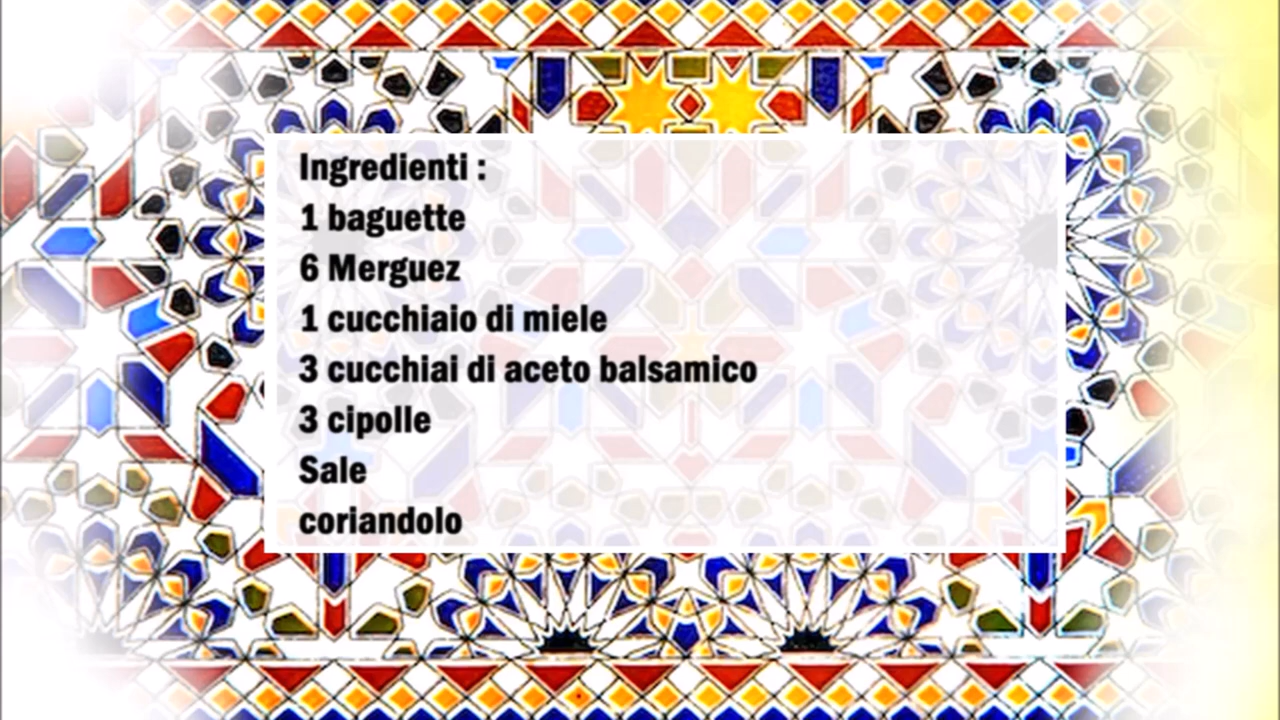 Ingredienti :
1 baguette
6 Merguez
1 cucchiaio di miele
3 cucchiai di aceto balsamico
3 cipolle
Sale
coriandolo